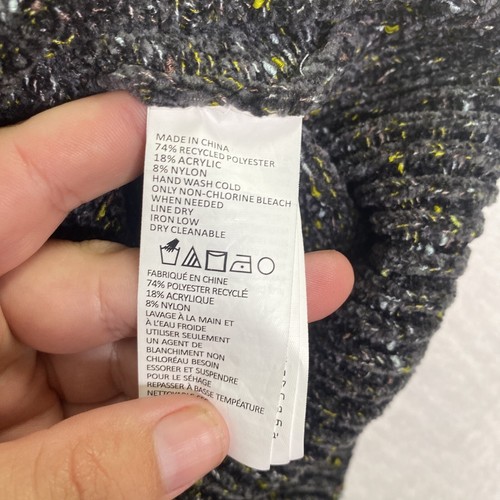 MADE IN CHINA
74% RECYCLED POLYESTER
18% ACRYLIC
8% NYLON
HAND WASH COLD
ONLY NON-CHLORINE BLEACH
WHEN NEEDED
LINE DRY
IRON LOW
DRY CLEANABLE
FABRIQUÉ EN CHINE
74% POLYESTER RECYCLÉ
18% ACRYLIQUE
8% NYLON
LAVAGE À LA MAIN ET
À L'EAU FROIDE
UTILISER SEULEMENT
UN AGENT DE
BLANCHIMENT NON
CHLORÉAU BESOIN
ESSORER ET SUSPENDRE
POUR LE SÉHAGE
REPASSER À BASSE TEMPÉRATURE